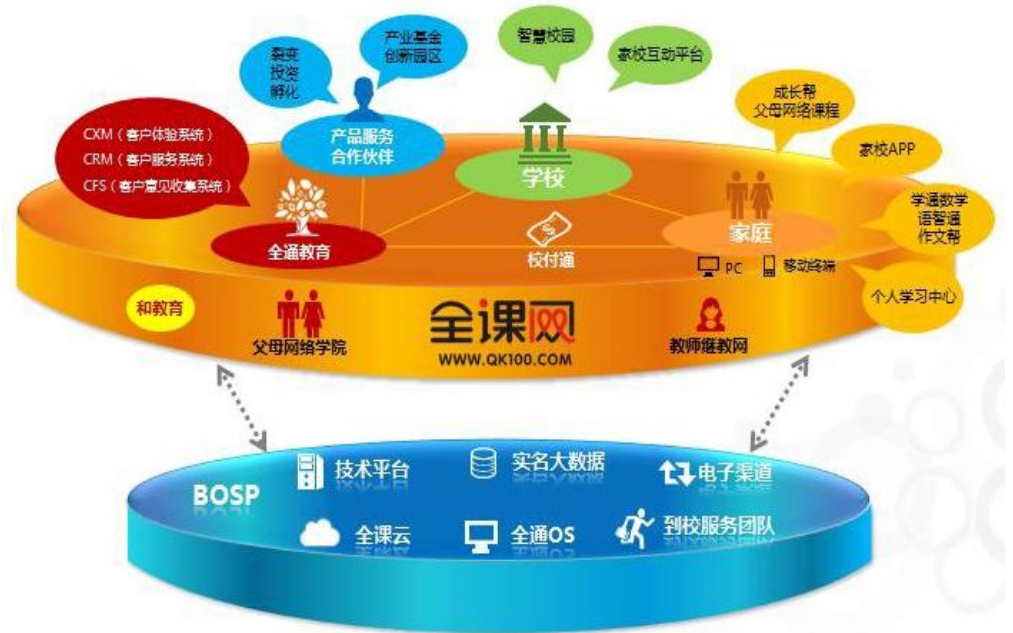 裂变
投资
孵化
产业基金
创新园区
智慧校园
家校互动平台
成长帮
父母网络课程
家校APP
学通数学
语智通
作文帮
个人学习中心
CXM（客户体验系统）
CRM（客户服务系统）
CFS（客户意见收集系统）
产品服务
合作伙伴
学校
全通教育
校付通
家庭
PC
移动终端
和教育
父母网络学院
全课网
WWW.QK100.COM
教师继教网
BOSP
技术平台
实名大数据
电子渠道
全课云
全通OS
到校服务团队